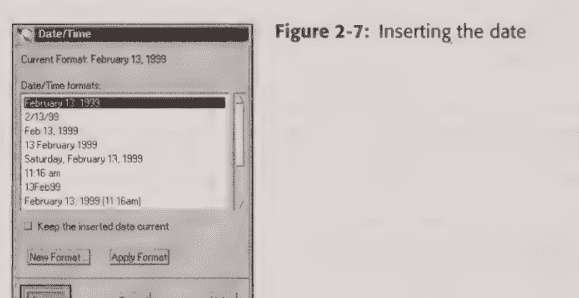 Date/Time
Figure 2-7: Inserting the date
Current Format: February 13, 1999
Date/Time formats:
February 13, 1999
2/13/99
Feb 13, 1999
13 February 1999
Saturday, February 13, 1999
11:16 am
13Feb99
February 13, 1999 (11:16am)
Keep the inserted date current
New Format... Apply Format